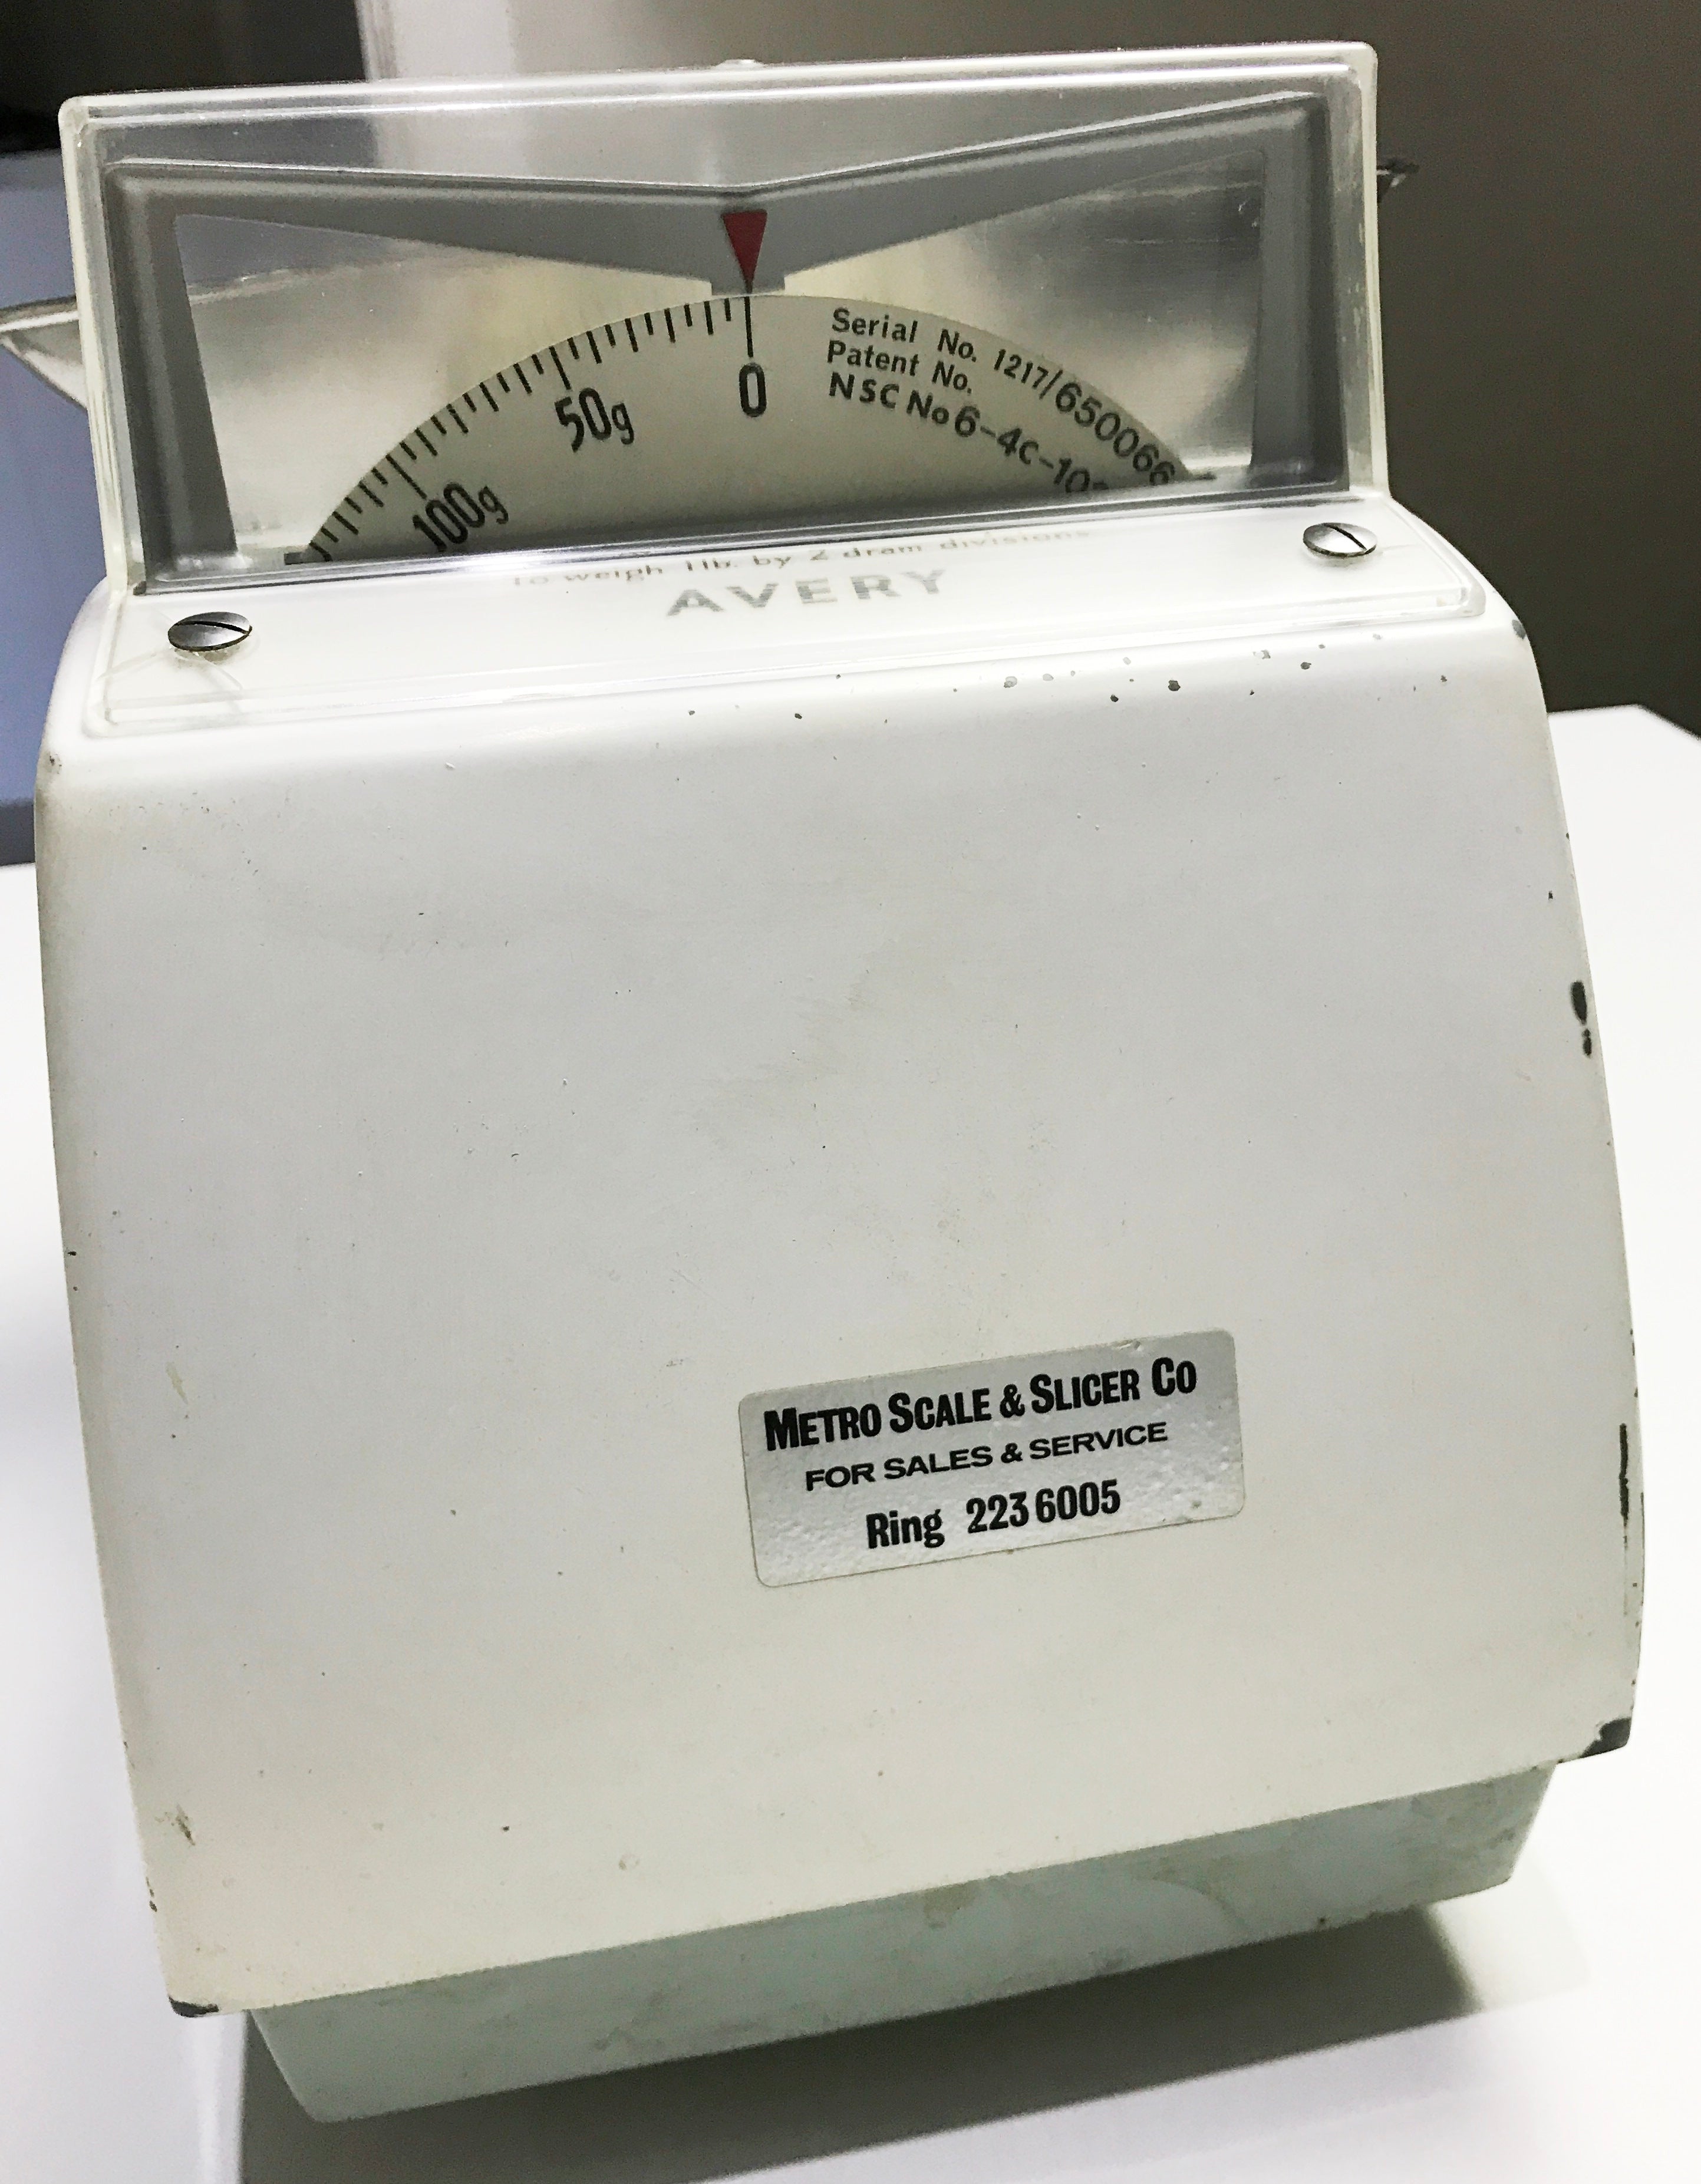 Serial No. 1217/650066
Patent No.
NSC No 6-4C-10
0
50g
100g
To weigh 1lb. by 2 dram divisions
AVERY
METRO SCALE & SLICER CO
FOR SALES & SERVICE
Ring 223 6005